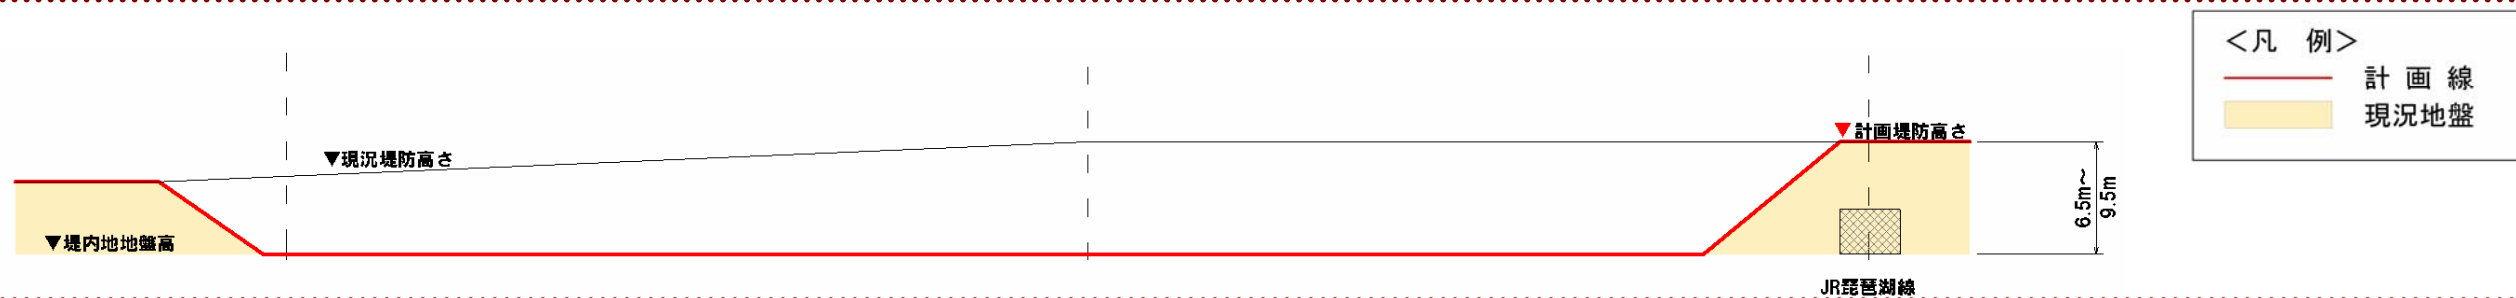 ＜凡　例＞
計 画 線
現況地盤
▼計画堤防高さ
▼現況堤防高さ
6.5m～
9.5m
▼堤内地地盤高
JR琵琶湖線